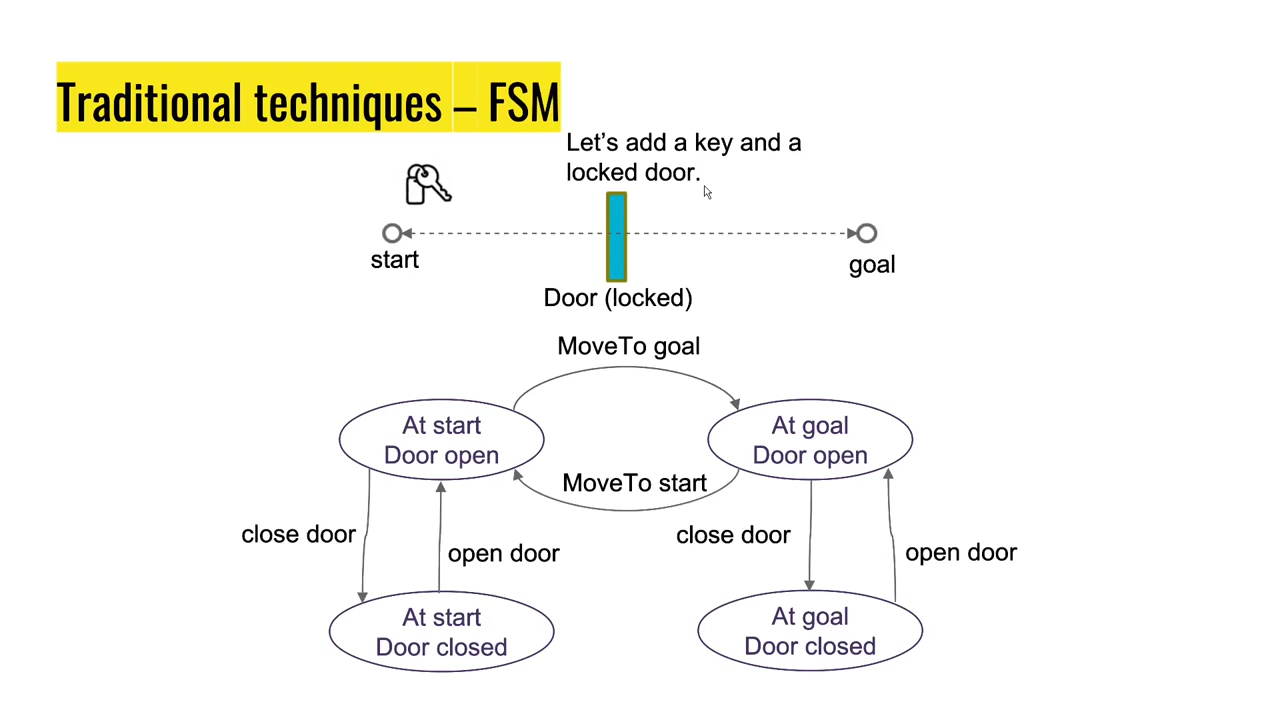 Traditional techniques – FSM
Let’s add a key and a
locked door.
start
goal
Door (locked)
MoveTo goal
At start
Door open
At goal
Door open
MoveTo start
close door
open door
close door
open door
At start
Door closed
At goal
Door closed